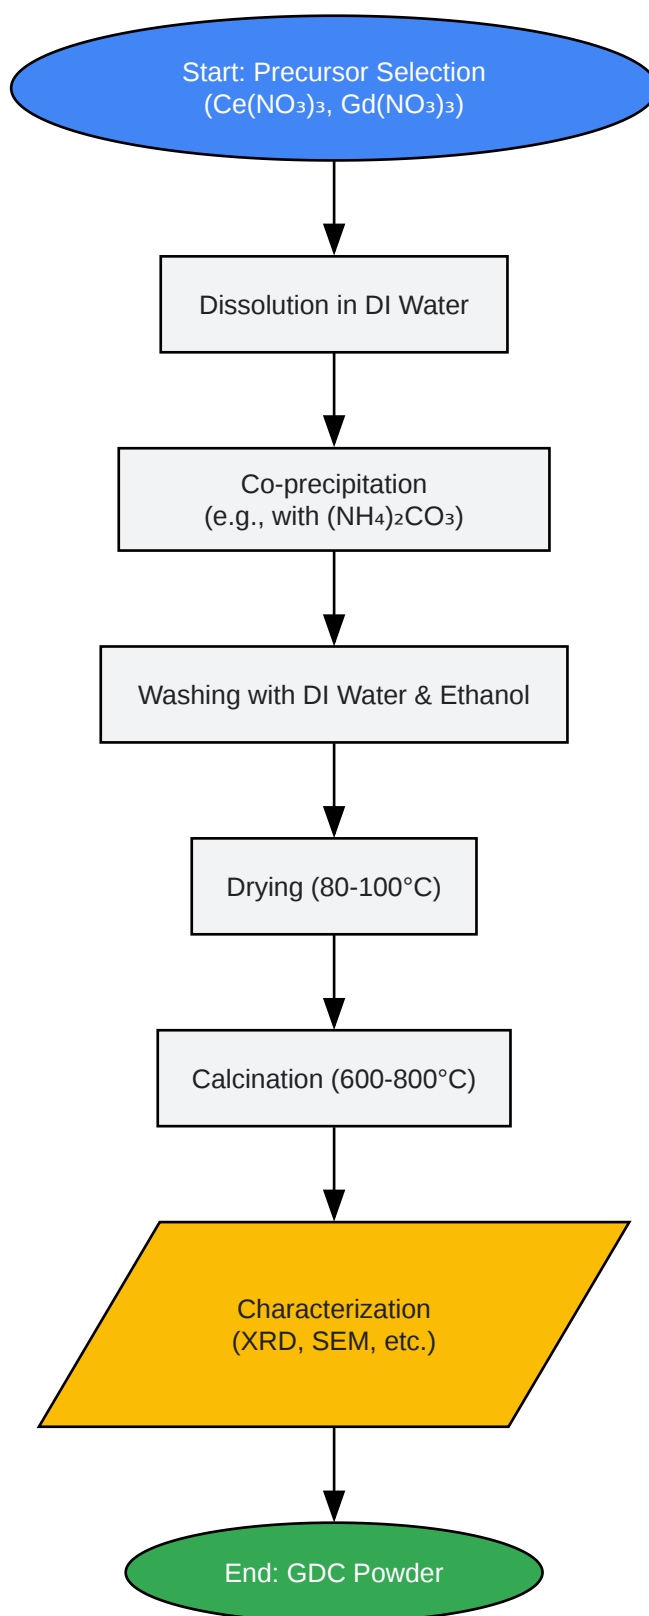 Start: Precursor Selection
(Ce(NO₃)₃, Gd(NO₃)₃)
Dissolution in DI Water
Co-precipitation
(e.g., with (NH₄)₂CO₃)
Washing with DI Water & Ethanol
Drying (80-100°C)
Calcination (600-800°C)
Characterization
(XRD, SEM, etc.)
End: GDC Powder